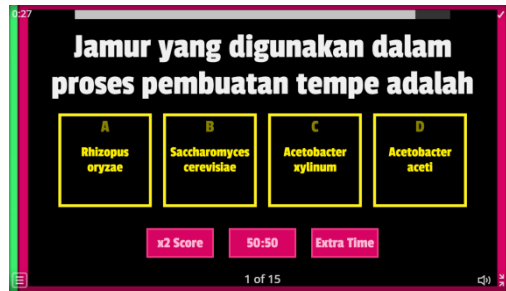 0:27
Jamur yang digunakan dalam
proses pembuatan tempe adalah
A
Rhizopus
oryzae
B
Saccharomyces
cerevisiae
C
Acetobacter
xylinum
D
Acetobacter
aceti
x2 Score
50:50
Extra Time
1 of 15